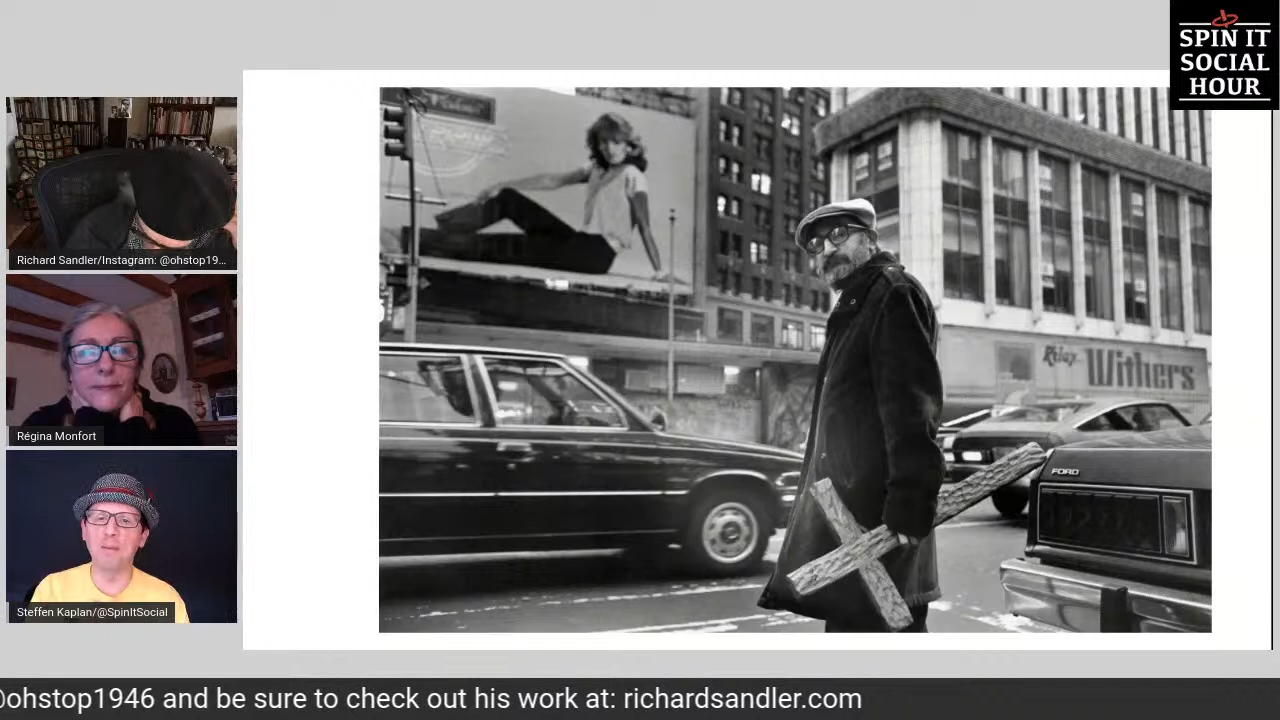 SPIN IT
SOCIAL
HOUR
Richard Sandler/Instagram: @ohstop19...
Régina Monfort
Steffen Kaplan/@SpinItSocial
Relay
Withers
FORD
@ohstop1946 and be sure to check out his work at: richardsandler.com